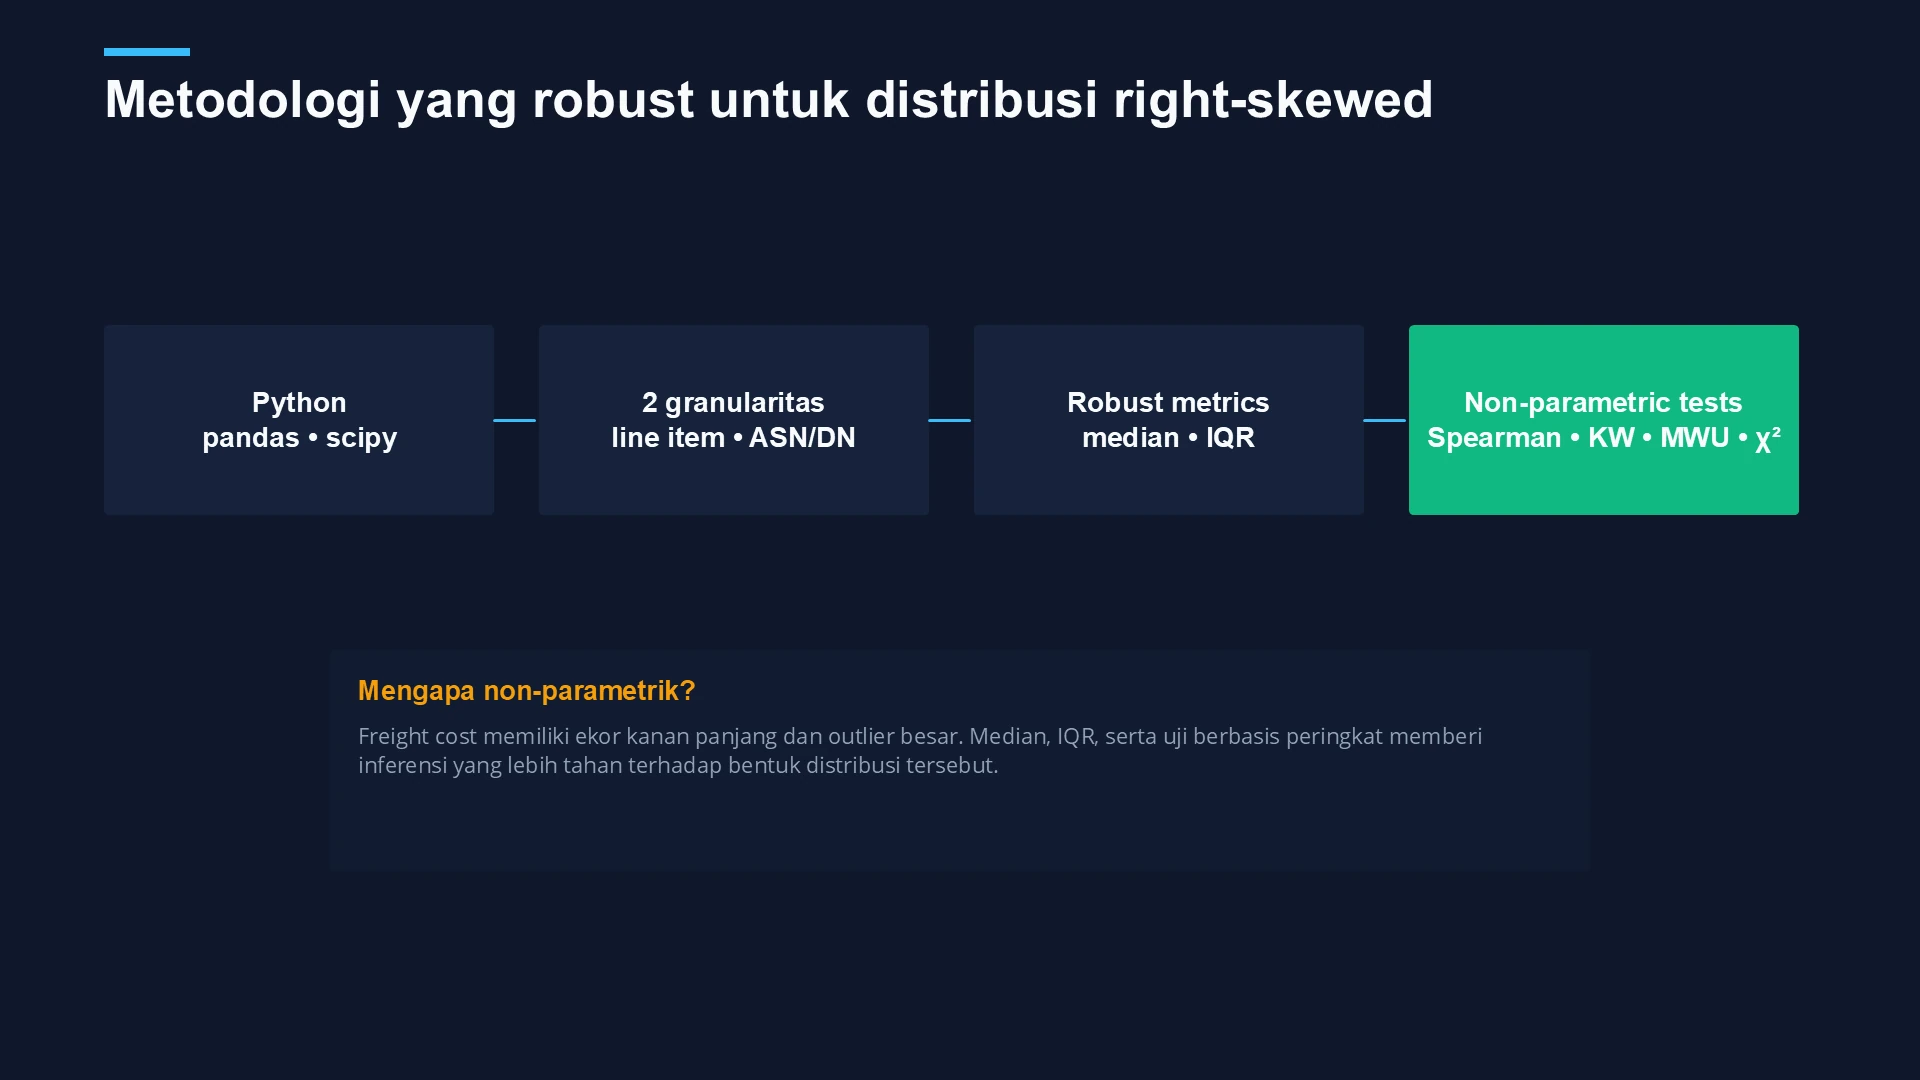 Metodologi yang robust untuk distribusi right-skewed
Python
pandas • scipy
2 granularitas
line item • ASN/DN
Robust metrics
median • IQR
Non-parametric tests
Spearman • KW • MWU • χ²
Mengapa non-parametrik?
Freight cost memiliki ekor kanan panjang dan outlier besar. Median, IQR, serta uji berbasis peringkat memberi
inferensi yang lebih tahan terhadap bentuk distribusi tersebut.